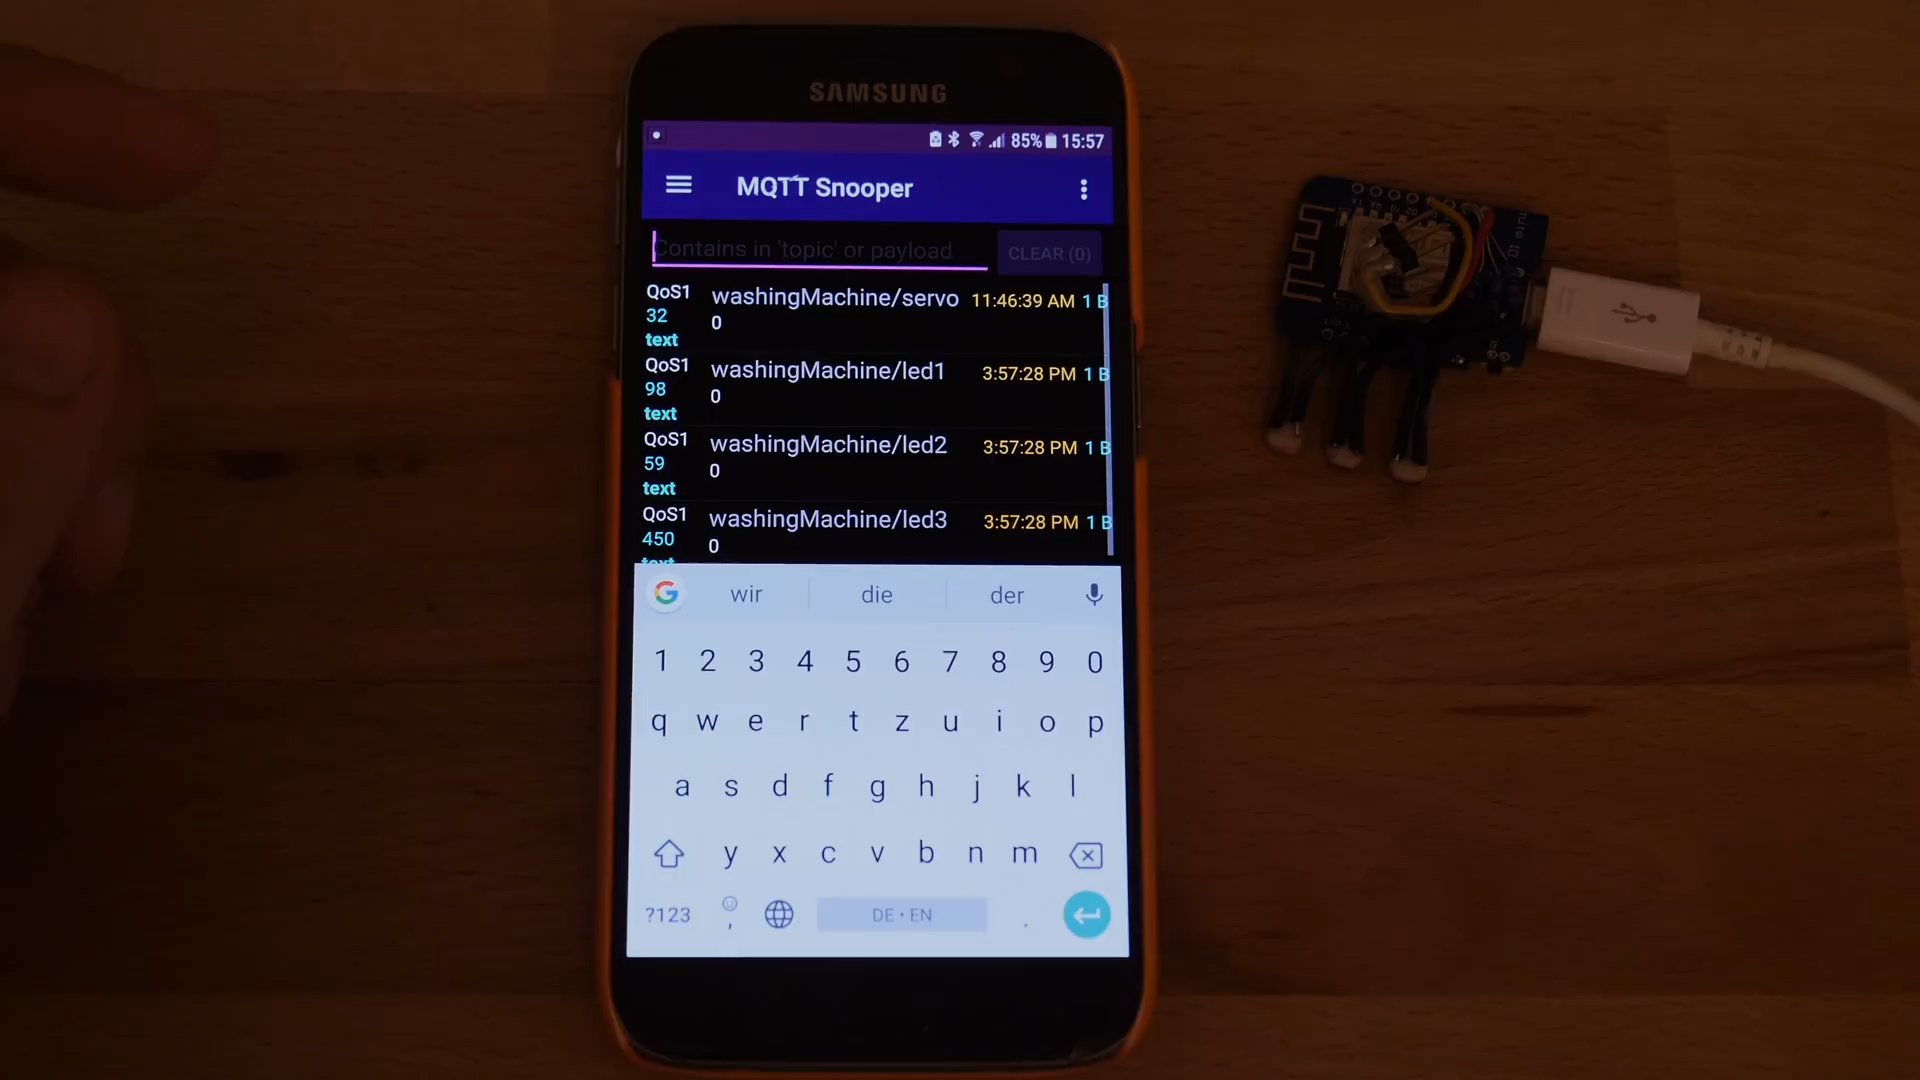 SAMSUNG
85% 15:57
MQTT Snooper
Contains in 'topic' or payload
CLEAR (0)
QoS1 washingMachine/servo 11:46:39 AM 1 B
32 0
text
QoS1 washingMachine/led1 3:57:28 PM 1 B
98 0
text
QoS1 washingMachine/led2 3:57:28 PM 1 B
59 0
text
QoS1 washingMachine/led3 3:57:28 PM 1 B
450 0
text
G wir die der
1 2 3 4 5 6 7 8 9 0
q w e r t z u i o p
a s d f g h j k l
y x c v b n m
?123 , DE • EN .
D1 mini